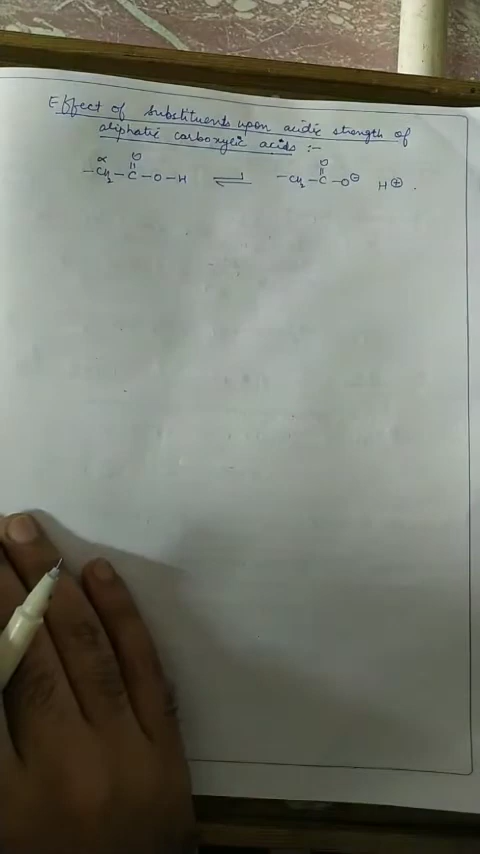 Effect of substituents upon acidic strength of
aliphatic carboxylic acids :-
α O O
-CH₂-C-O-H ⇌ -CH₂-C-O⊖ H⊕ .